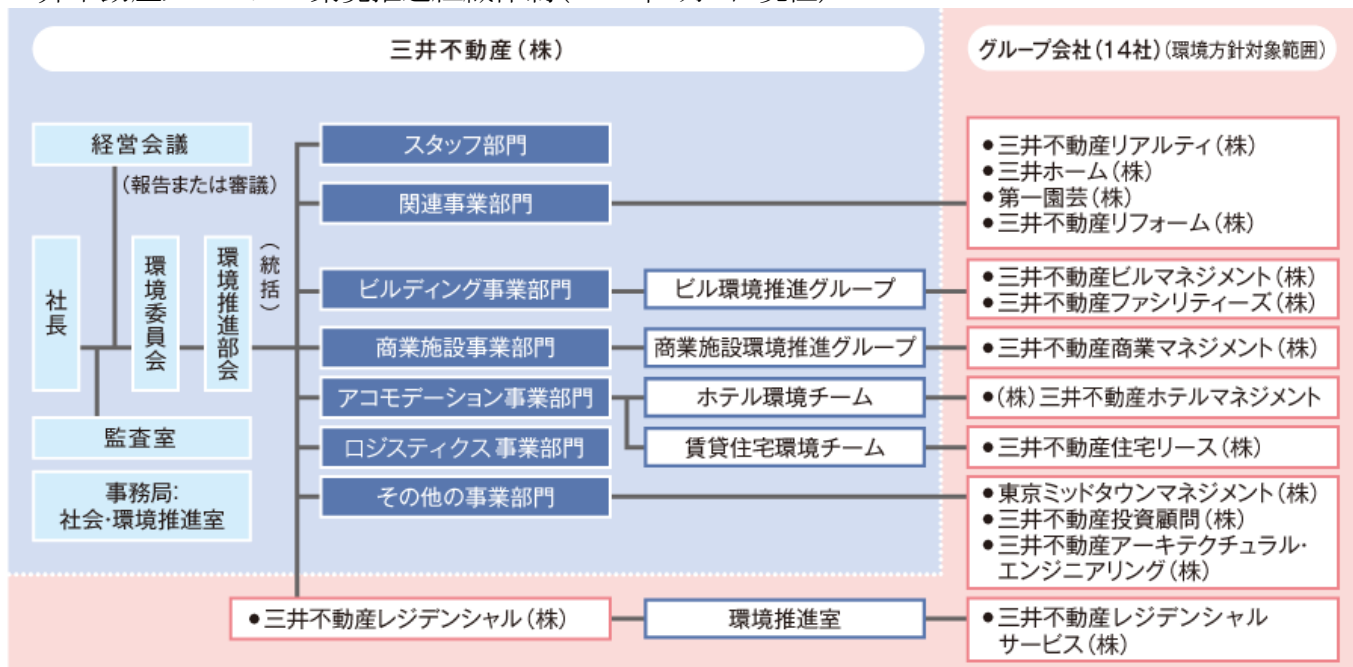 三井不動産(株)
グループ会社(14社)(環境方針対象範囲)
経営会議
(報告または審議)
社長
環境委員会
環境推進部会
(統括)
監査室
事務局:
社会・環境推進室
スタッフ部門
関連事業部門
ビルディング事業部門
商業施設事業部門
アコモデーション事業部門
ロジスティクス事業部門
その他の事業部門
ビル環境推進グループ
商業施設環境推進グループ
ホテル環境チーム
賃貸住宅環境チーム
●三井不動産リアルティ(株)
●三井ホーム(株)
●第一園芸(株)
●三井不動産リフォーム(株)
●三井不動産ビルマネジメント(株)
●三井不動産ファシリティーズ(株)
●三井不動産商業マネジメント(株)
●(株)三井不動産ホテルマネジメント
●三井不動産住宅リース(株)
●東京ミッドタウンマネジメント(株)
●三井不動産投資顧問(株)
●三井不動産アーキテクチュラル・
エンジニアリング(株)
●三井不動産レジデンシャル(株)
環境推進室
●三井不動産レジデンシャル
サービス(株)